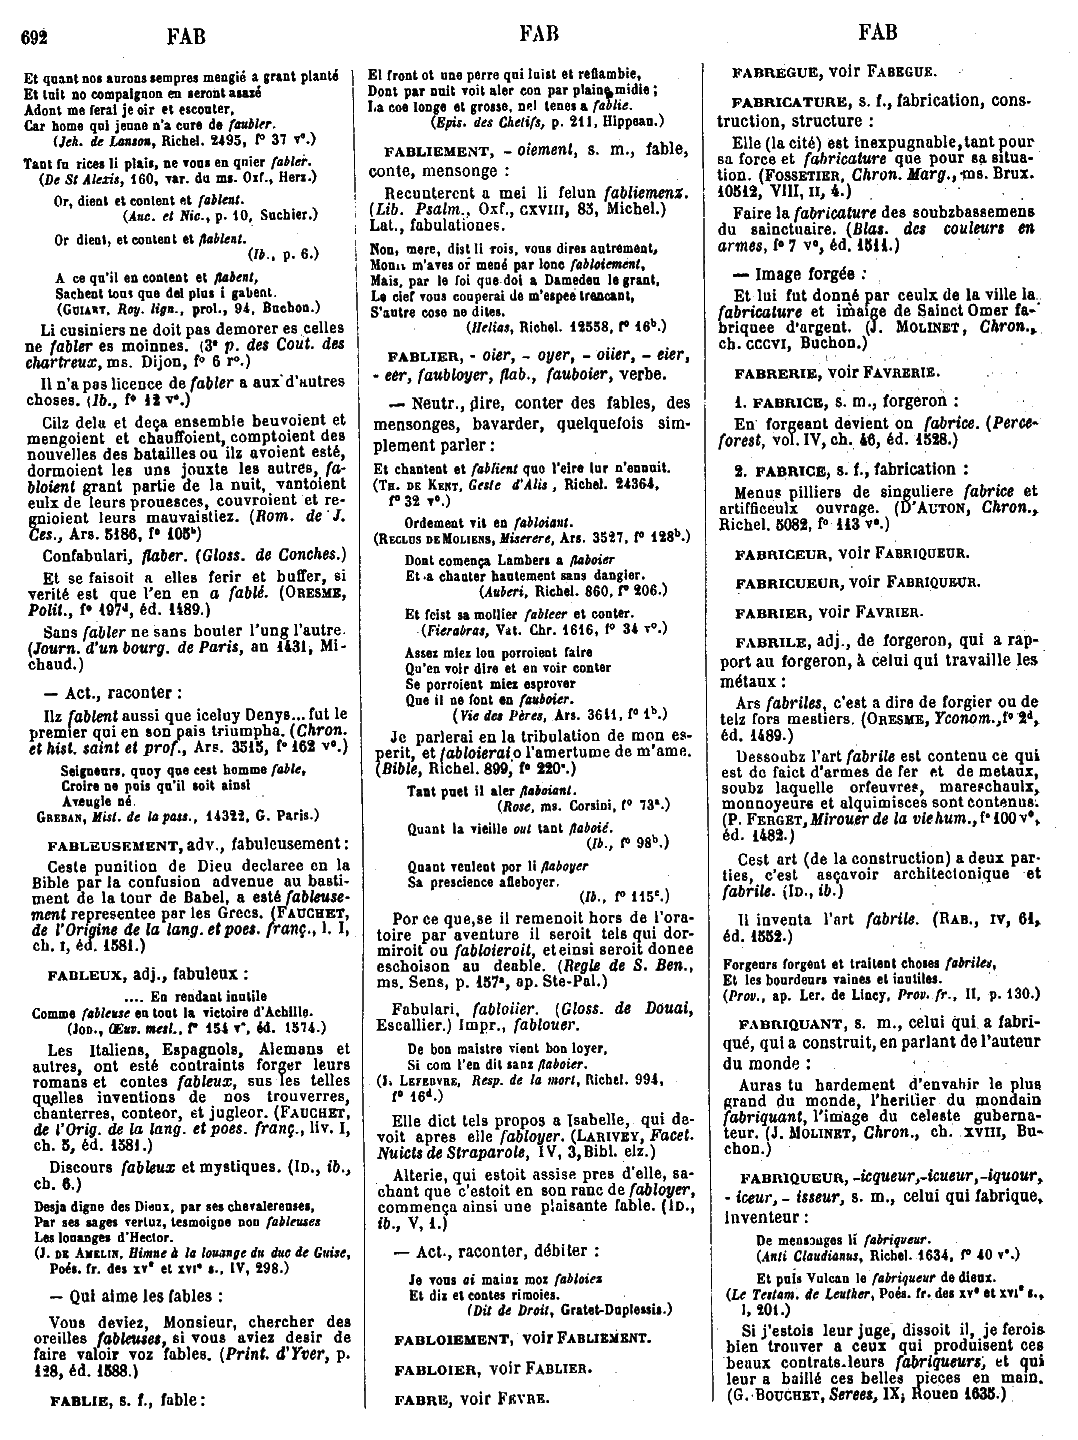 692 FAB FAB FAB
Et quant nos aurons sempres mengié a grant planté
Et tuit no compaignon en seront asazé
Adont me feral je oir et escouter,
Car home qui jeune n'a cure de faubler.
(Jeh. de Lanson, Richel. 2495, f° 37 v°.)
Tant fu rices li plais, ne vous en quier fabler.
(De St Alexis, 160, var. du ms. Oxf., Herz.)
Or, dient et content et fablent.
(Auc. et Nic., p. 10, Suchier.)
Or dient, et content et flablent.
(Ib., p. 6.)
A ce qu'il en content et flabent,
Sachent tous que del plus i gabent.
(GUIART, Roy. lign., prol., 94, Buchon.)
Li cusiniers ne doit pas demorer es celles
ne fabler es moinnes. (3° p. des Cout. des
chartreux, ms. Dijon, f° 6 r°.)
Il n'a pas licence de fabler a aux d'autres
choses. (Ib., f° 12 v°.)
Cilz dela et deça ensemble beuvoient et
mengoient et chauffoient, comptoient des
nouvelles des batailles ou ilz avoient esté,
dormoient les uns jouxte les autres, fa-
bloient grant partie de la nuit, vantoient
eulx de leurs prouesces, couvroient et re-
gnioient leurs mauvaistiez. (Rom. de J.
Ces., Ars. 5186, f° 105ᵇ)
Confabulari, flaber. (Gloss. de Conches.)
Et se faisoit a elles ferir et buffer, si
verité est que l'en en a fablé. (ORESME,
Polit., f° 197ᵈ, éd. 1489.)
Sans fabler ne sans bouter l'ung l'autre.
(Journ. d'un bourg. de Paris, an 1431, Mi-
chaud.)
— Act., raconter :
Ilz fablent aussi que iceluy Denys... fut le
premier qui en son pais triumpha. (Chron.
et hist. saint et prof., Ars. 3515, f° 162 v°.)
Seigneurs, quoy que cest homme fable,
Croire ne puis qu'il soit ainsi
Aveugle né.
GREBAN, Mist. de la pass., 14322, G. Paris.)
FABLEUSEMENT, adv., fabuleusement :
Ceste punition de Dieu declaree en la
Bible par la confusion advenue au basti-
ment de la tour de Babel, a esté fableuse-
ment representee par les Grecs. (FAUCHET,
de l'Origine de la lang. et poes. franç., l. I,
ch. I, éd. 1581.)
FABLEUX, adj., fabuleux :
.... En rendant inutile
Comme fableuse en tout la victoire d'Achille.
(JOD., Œuv. mesl., f° 154 v°, éd. 1574.)
Les Italiens, Espagnols, Alemans et
autres, ont esté contraints forger leurs
romans et contes fableux, sus les telles
quelles inventions de nos trouverres,
chanterres, conteor, et jugleor. (FAUCHET,
de l'Orig. de la lang. et poes. franç., liv. I,
ch. 5, éd. 1581.)
Discours fableux et mystiques. (ID., ib.,
ch. 6.)
Desja digne des Dieux, par ses chevalereuses,
Par ses sages vertuz, tesmoigne non fableuses
Les louanges d'Hector.
(J. DE AMELIN, Himne à la louange du duc de Guise,
Poés. fr. des XV° et XVI° s., IV, 298.)
— Qui aime les fables :
Vous deviez, Monsieur, chercher des
oreilles fableuses, si vous aviez desir de
faire valoir voz fables. (Print. d'Yver, p.
128, éd. 1588.)
FABLIE, s. f., fable :
El front ot une perre qui luist et reflambie,
Dont par nuit voit aler con par plaine midie ;
La coe longe et grosse, nel tenes a fablie.
(Epis. des Chetifs, p. 211, Hippeau.)
FABLIEMENT, - oiement, s. m., fable,
conte, mensonge :
Recunterent a mei li felun fabliemenz.
(Lib. Psalm., Oxf., CXVIII, 85, Michel.)
Lat., fabulationes.
Non, mere, dist li rois, vous dires autrement,
Mout m'aves or mené par lonc fabloiement,
Mais, par le foi que doi a Damedeu le grant,
Le cief vous couperai de m'espee trencant,
S'autre cose ne dites.
(Helias, Richel. 12558, f° 16ᵇ.)
FABLIER, - oier, - oyer, - oiier, - eier,
- eer, faubloyer, flab., fauboier, verbe.
— Neutr., dire, conter des fables, des
mensonges, bavarder, quelquefois sim-
plement parler :
Et chantent et fablient quo l'eire lur n'ennuit.
(TH. DE KENT, Geste d'Alis, Richel. 24364,
f° 32 v°.)
Ordement vit en fabloiant.
(RECLUS DE MOLIENS, Miserere, Ars. 3527, f° 128ᵇ.)
Dont comença Lambers a flaboier
Et a chanter hautement sans dangier.
(Auberi, Richel. 860, f° 206.)
Et feist sa mollier fableer et conter.
(Fierabras, Vat. Chr. 1616, f° 34 v°.)
Assez miez lou porroient faire
Qu'en voir dire et en voir conter
Se porroient miez esprover
Que il ne font en fauboier.
(Vie des Pères, Ars. 3641, f° 1ᵇ.)
Je parlerai en la tribulation de mon es-
perit, et fabloierai o l'amertume de m'ame.
(Bible, Richel. 899, f° 220°.)
Tant puet il aler flaboiant.
(Rose, ms. Corsini, f° 73ᵃ.)
Quant la vieille out tant flaboié.
(Ib., f° 98ᵇ.)
Quant venlent por li flaboyer
Sa prescience afleboyer.
(Ib., f° 115ᶜ.)
Por ce que, se il remenoit hors de l'ora-
toire par aventure il seroit tels qui dor-
miroit ou fabloieroit, et einsi seroit donee
eschoison au deable. (Regle de S. Ben.,
ms. Sens, p. 157ᵃ, ap. Ste-Pal.)
Fabulari, fabloiier. (Gloss. de Douai,
Escallier.) Impr., fablouer.
De bon maistre vient bon loyer,
Si com l'en dit sanz flaboier.
(J. LEFEBVRE, Resp. de la mort, Richel. 994,
f° 16ᵈ.)
Elle dict tels propos a Isabelle, qui de-
voit apres elle fabloyer. (LARIVEY, Facet.
Nuicts de Straparole, IV, 3, Bibl. elz.)
Alterie, qui estoit assise pres d'elle, sa-
chant que c'estoit en son ranc de fabloyer,
commença ainsi une plaisante fable. (ID.,
ib., V, 1.)
— Act., raconter, débiter :
Je vous ai mainz moz fabloiez
Et diz et contes rimoies.
(Dit de Droit, Gratet-Duplessis.)
FABLOIEMENT, voir FABLIEMENT.
FABLOIER, voir FABLIER.
FABRE, voir FEVRE.
FABREGUE, voir FABEGUE.
FABRICATURE, s. f., fabrication, cons-
truction, structure :
Elle (la cité) est inexpugnable, tant pour
sa force et fabricature que pour sa situa-
tion. (FOSSETIER, Chron. Marg., ms. Brux.
10512, VIII, II, 4.)
Faire la fabricature des soubzbassemens
du sainctuaire. (Blas. des couleurs en
armes, f° 7 v°, éd. 1511.)
— Image forgée :
Et lui fut donné par ceulx de la ville la
fabricature et image de Sainct Omer fa-
briquee d'argent. (J. MOLINET, Chron.,
ch. CCCVI, Buchon.)
FABRERIE, voir FAVRERIE.
1. FABRICE, s. m., forgeron :
En forgeant devient on fabrice. (Perce-
forest, vol. IV, ch. 46, éd. 1528.)
2. FABRICE, s. f., fabrication :
Menus pilliers de singuliere fabrice et
artifficeulx ouvrage. (D'AUTON, Chron.,
Richel. 5082, f° 113 v°.)
FABRICEUR, voir FABRIQUEUR.
FABRICUEUR, voir FABRIQUEUR.
FABRIER, voir FAVRIER.
FABRILE, adj., de forgeron, qui a rap-
port au forgeron, à celui qui travaille les
métaux :
Ars fabriles, c'est a dire de forgier ou de
telz fors mestiers. (ORESME, Yconom., f° 2ᵈ,
éd. 1489.)
Dessoubz l'art fabrile est contenu ce qui
est de faict d'armes de fer et de metaux,
soubz laquelle orfeuvres, mareschaulx,
monnoyeurs et alquimisces sont contenus.
(P. FERGET, Mirouer de la vie hum., f° 100 v°,
éd. 1482.)
Cest art (de la construction) a deux par-
ties, c'est asçavoir architectonique et
fabrile. (ID., ib.)
Il inventa l'art fabrile. (RAB., IV, 61,
éd. 1552.)
Forgeurs forgent et traitent choses fabriles,
Et les bourdeurs vaines et inutiles.
(Prov., ap. Ler. de Lincy, Prov. fr., II, p. 130.)
FABRIQUANT, s. m., celui qui a fabri-
qué, qui a construit, en parlant de l'auteur
du monde :
Auras tu hardement d'envahir le plus
grand du monde, l'heritier du mondain
fabriquant, l'image du celeste guberna-
teur. (J. MOLINET, Chron., ch. XVIII, Bu-
chon.)
FABRIQUEUR, -icqueur, -icueur, -iquour,
- iceur, - isseur, s. m., celui qui fabrique,
inventeur :
De mensonges li fabriqueur.
(Anti Claudianus, Richel. 1634, f° 40 v°.)
Et puis Vulcan le fabriqueur de dieux.
(Le Testam. de Leuther, Poés. fr. des XV° et XVI° s.,
I, 201.)
Si j'estois leur juge, dissoit il, je ferois
bien trouver a ceux qui produisent ces
beaux contrats leurs fabriqueurs, et qui
leur a baillé ces belles pieces en main.
(G. BOUCHET, Serees, IX, Rouen 1635.)